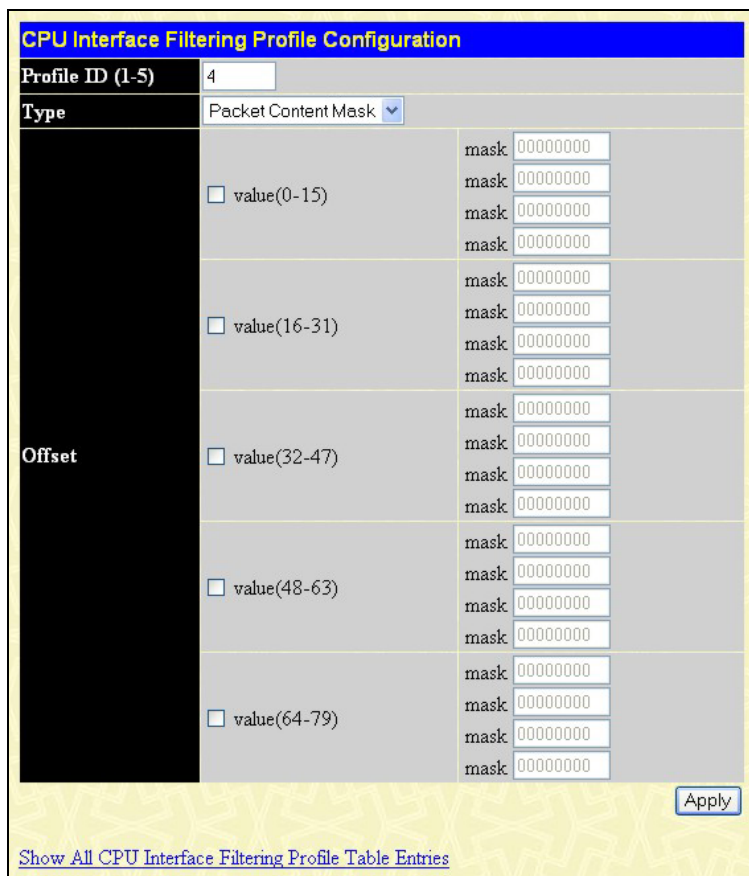 CPU Interface Filtering Profile Configuration
Profile ID (1-5) 4
Type Packet Content Mask
Offset
value(0-15)
mask 00000000
mask 00000000
mask 00000000
mask 00000000
value(16-31)
mask 00000000
mask 00000000
mask 00000000
mask 00000000
value(32-47)
mask 00000000
mask 00000000
mask 00000000
mask 00000000
value(48-63)
mask 00000000
mask 00000000
mask 00000000
mask 00000000
value(64-79)
mask 00000000
mask 00000000
mask 00000000
mask 00000000
Apply
Show All CPU Interface Filtering Profile Table Entries